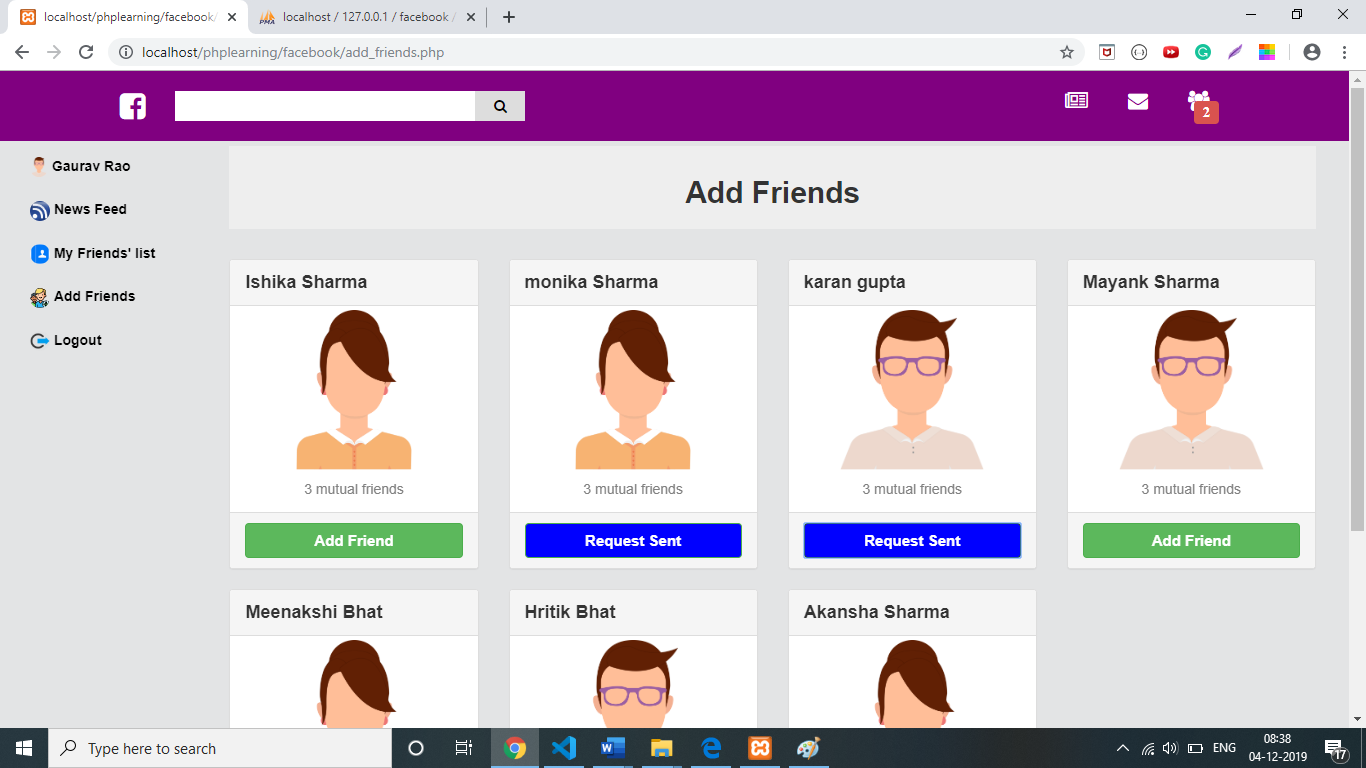 localhost/phplearning/facebook/
localhost / 127.0.0.1 / facebook /
localhost/phplearning/facebook/add_friends.php
2
Gaurav Rao
News Feed
My Friends' list
Add Friends
Logout
Add Friends
Ishika Sharma
monika Sharma
karan gupta
Mayank Sharma
3 mutual friends
3 mutual friends
3 mutual friends
3 mutual friends
Add Friend
Request Sent
Request Sent
Add Friend
Meenakshi Bhat
Hritik Bhat
Akansha Sharma
Type here to search
ENG
08:38
04-12-2019
17